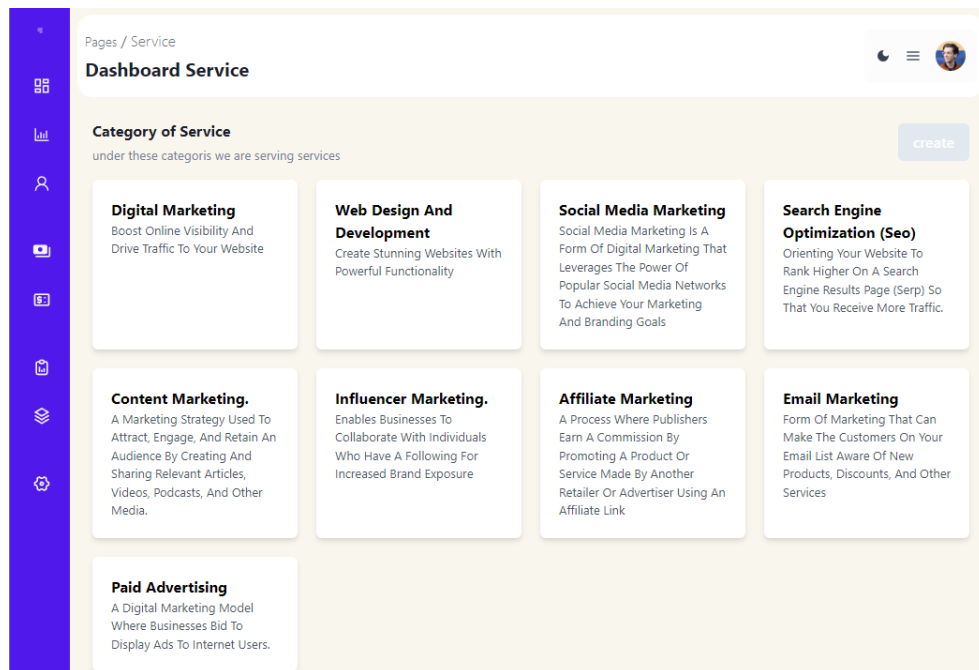 Pages / Service
Dashboard Service
Category of Service
under these categoris we are serving services
create
Digital Marketing
Boost Online Visibility And
Drive Traffic To Your Website
Web Design And
Development
Create Stunning Websites With
Powerful Functionality
Social Media Marketing
Social Media Marketing Is A
Form Of Digital Marketing That
Leverages The Power Of
Popular Social Media Networks
To Achieve Your Marketing
And Branding Goals
Search Engine
Optimization (Seo)
Orienting Your Website To
Rank Higher On A Search
Engine Results Page (Serp) So
That You Receive More Traffic.
Content Marketing.
A Marketing Strategy Used To
Attract, Engage, And Retain An
Audience By Creating And
Sharing Relevant Articles,
Videos, Podcasts, And Other
Media.
Influencer Marketing.
Enables Businesses To
Collaborate With Individuals
Who Have A Following For
Increased Brand Exposure
Affiliate Marketing
A Process Where Publishers
Earn A Commission By
Promoting A Product Or
Service Made By Another
Retailer Or Advertiser Using An
Affiliate Link
Email Marketing
Form Of Marketing That Can
Make The Customers On Your
Email List Aware Of New
Products, Discounts, And Other
Services
Paid Advertising
A Digital Marketing Model
Where Businesses Bid To
Display Ads To Internet Users.